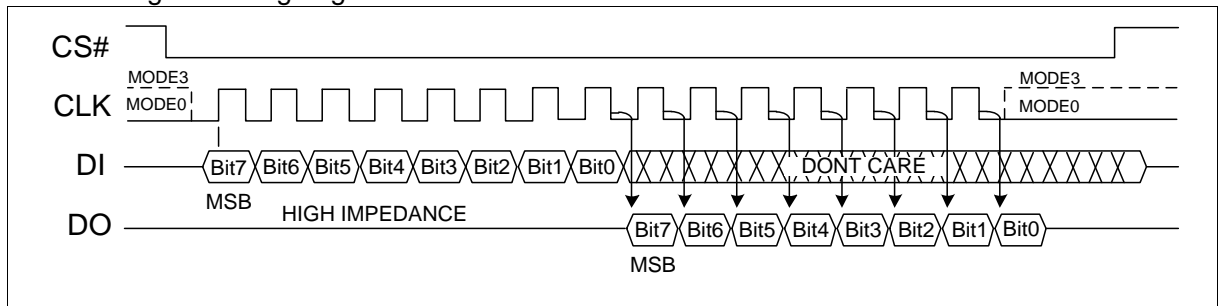 CS#
MODE3 MODE3
CLK MODE0 MODE0
DI Bit7 Bit6 Bit5 Bit4 Bit3 Bit2 Bit1 Bit0 DONT CARE
MSB
DO HIGH IMPEDANCE Bit7 Bit6 Bit5 Bit4 Bit3 Bit2 Bit1 Bit0
MSB